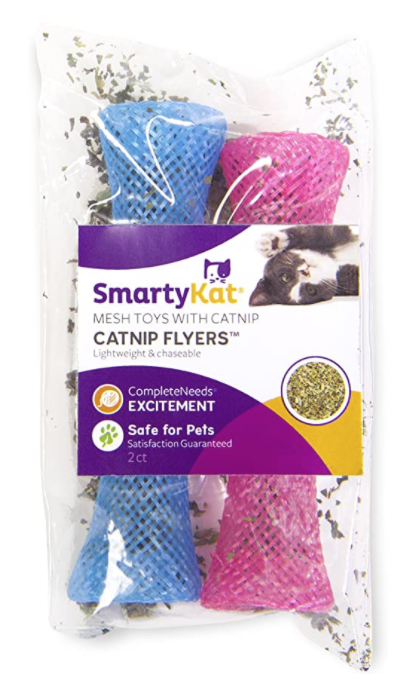 SmartyKat®
MESH TOYS WITH CATNIP
CATNIP FLYERS™
Lightweight & chaseable
CompleteNeeds®
EXCITEMENT
Safe for Pets
Satisfaction Guaranteed
2 ct